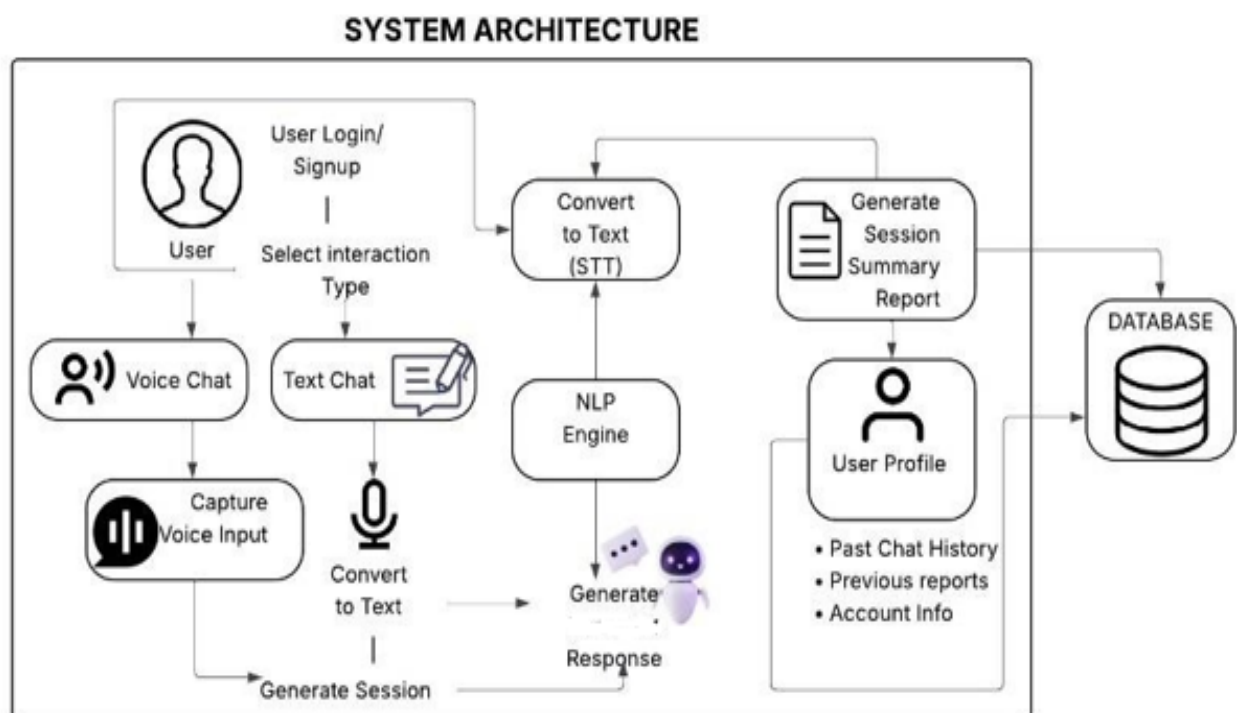 SYSTEM ARCHITECTURE
User Login/
Signup
User
Select interaction
Type
Voice Chat
Text Chat
Capture
Voice Input
Convert
to Text
Generate Session
Convert
to Text
(STT)
NLP
Engine
Generate
Response
Generate
Session
Summary
Report
User Profile
• Past Chat History
• Previous reports
• Account Info
DATABASE